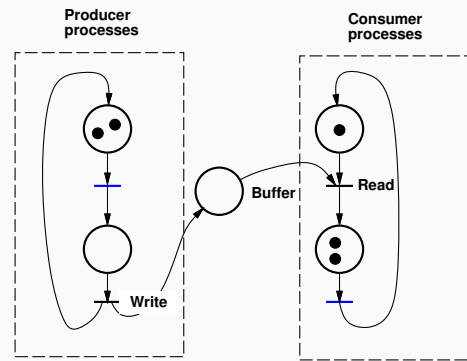 Producer
processes
Consumer
processes
Buffer
Read
Write